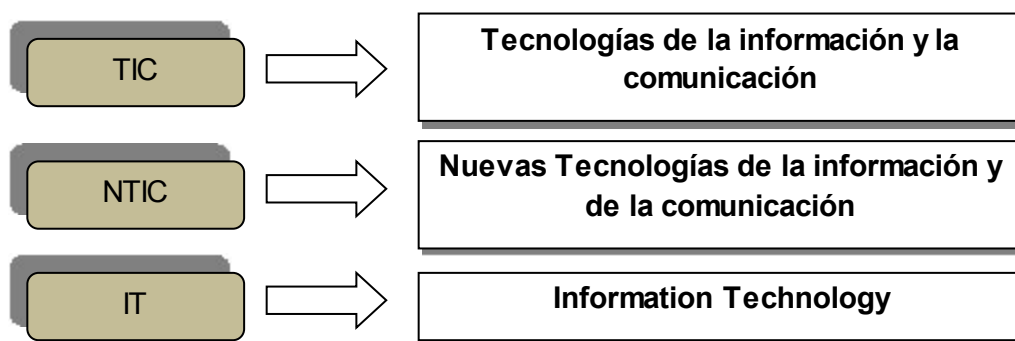 TIC
Tecnologías de la información y la
comunicación
NTIC
Nuevas Tecnologías de la información y
de la comunicación
IT
Information Technology